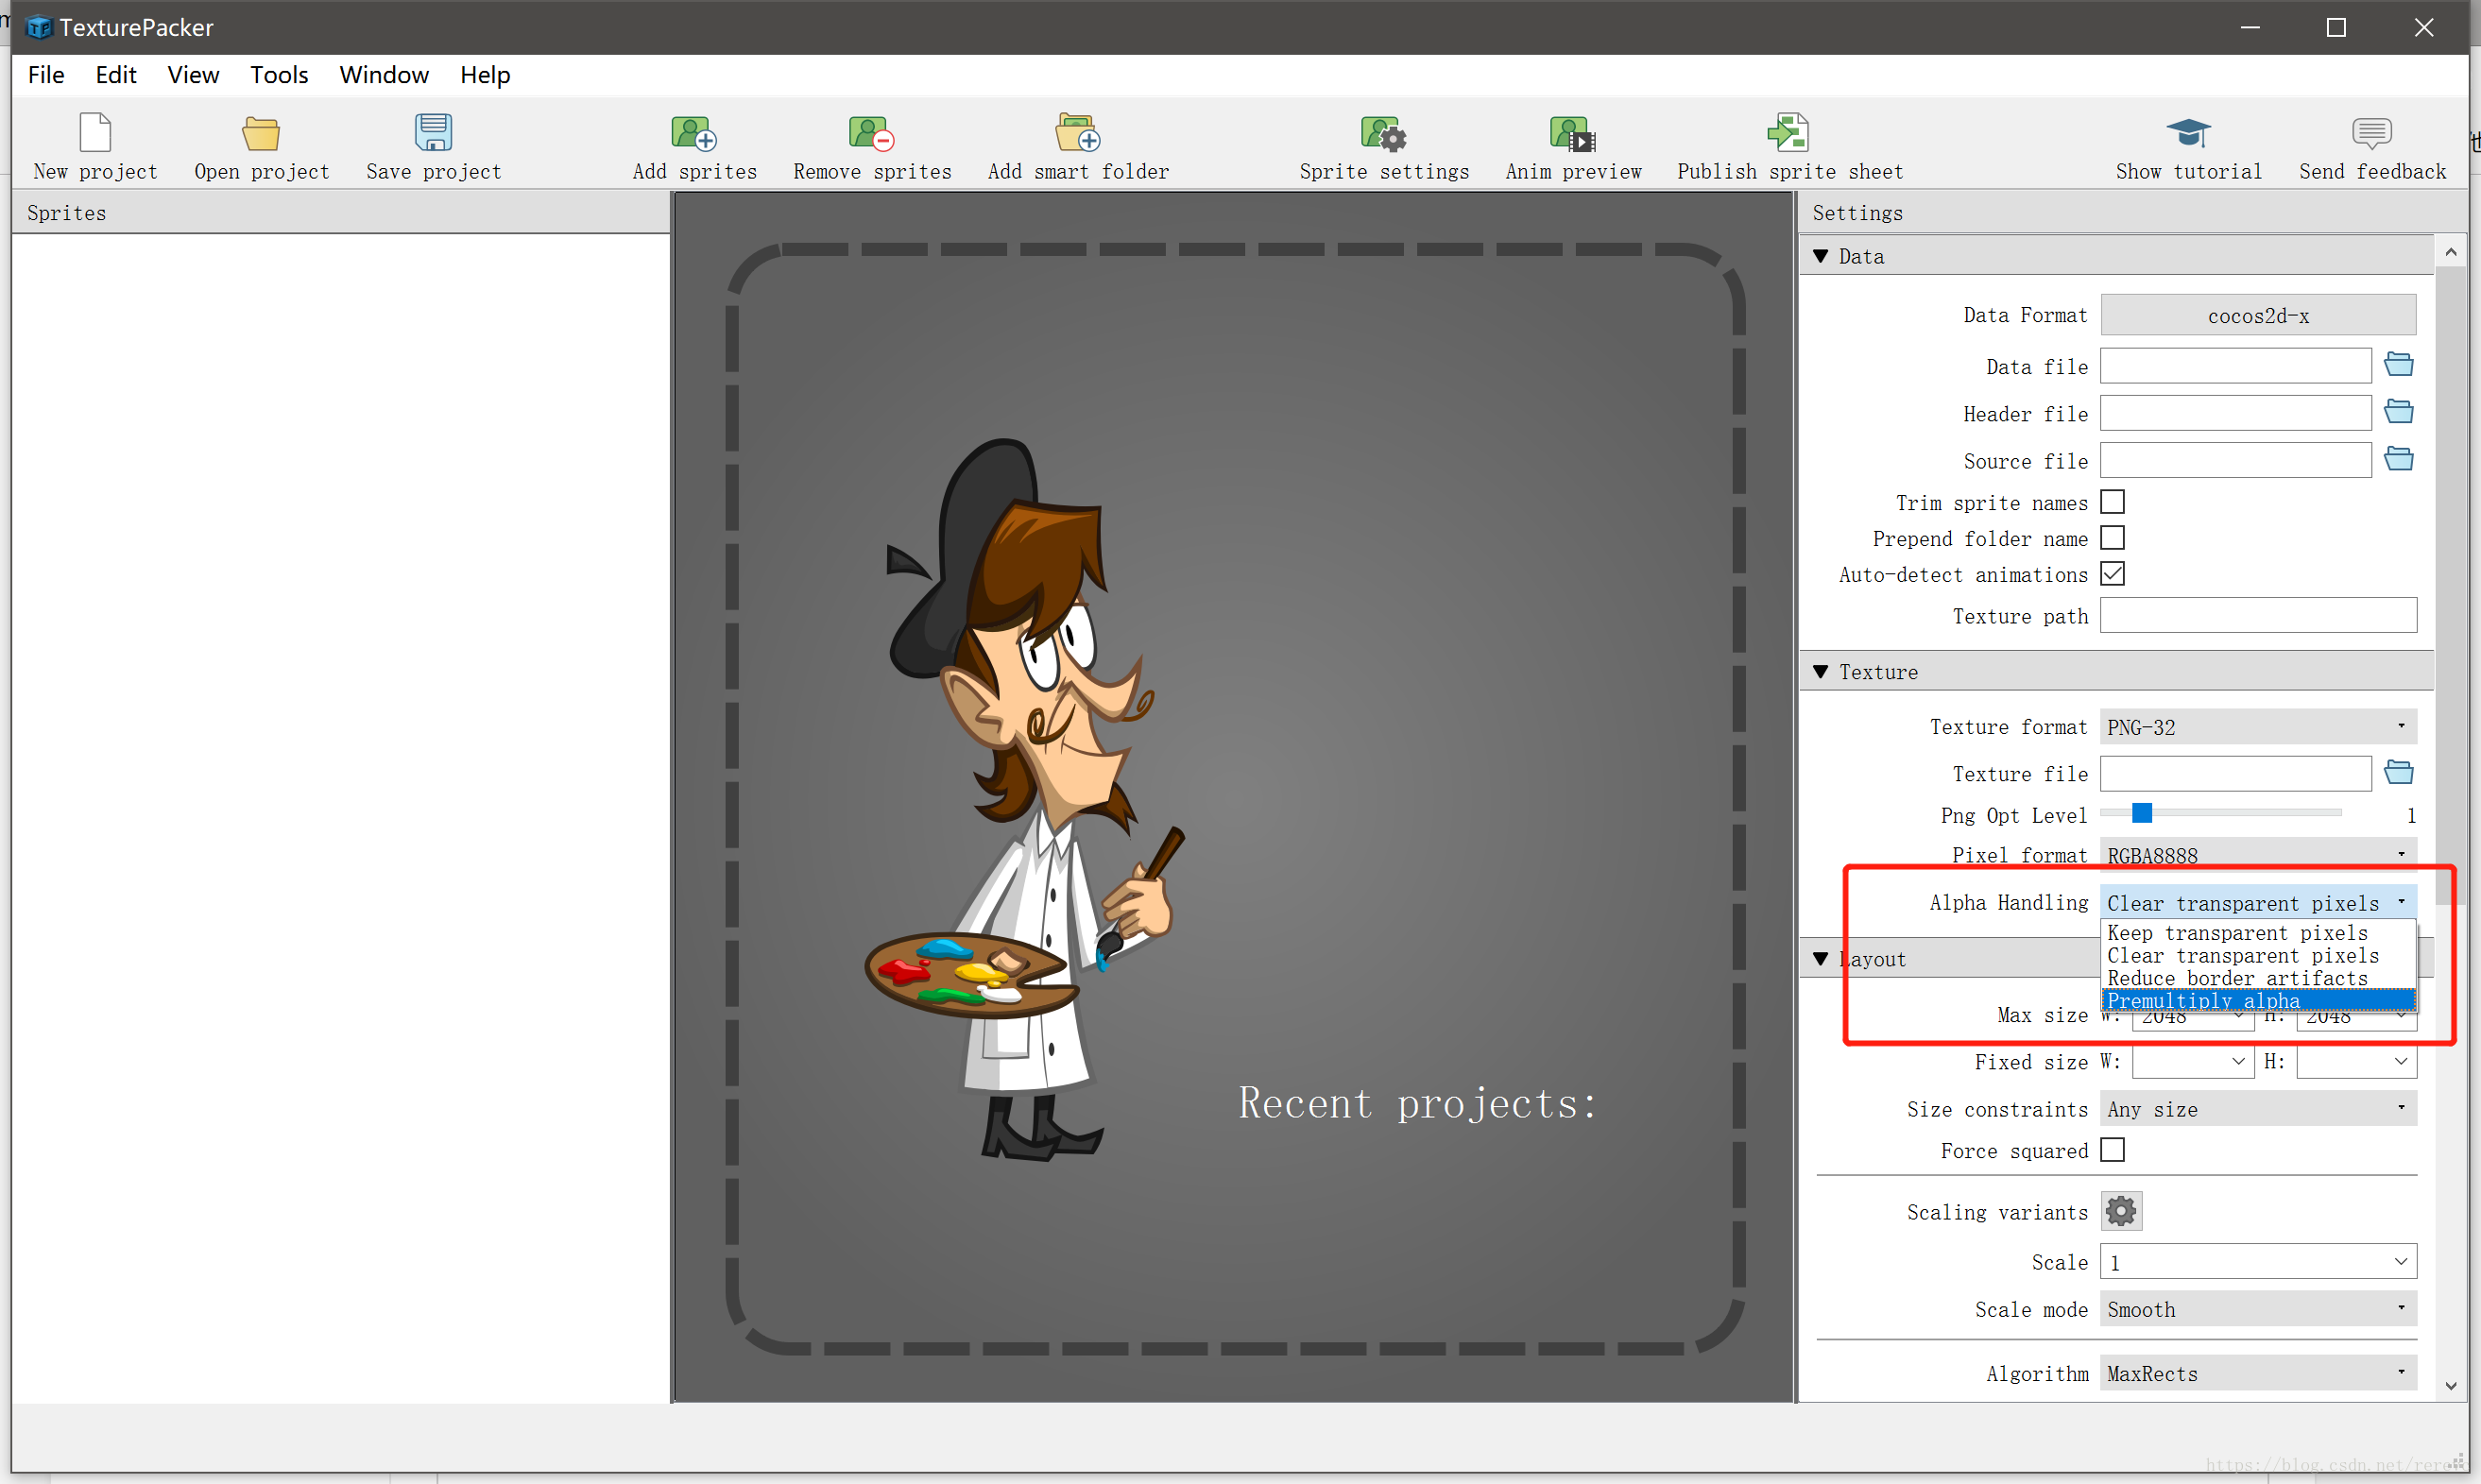 TexturePacker
File Edit View Tools Window Help
New project Open project Save project Add sprites Remove sprites Add smart folder Sprite settings Anim preview Publish sprite sheet Show tutorial Send feedback
Sprites
Recent projects:
Settings
Data
Data Format cocos2d-x
Data file
Header file
Source file
Trim sprite names
Prepend folder name
Auto-detect animations
Texture path
Texture
Texture format PNG-32
Texture file
Png Opt Level 1
Pixel format RGBA8888
Alpha Handling Clear transparent pixels
Keep transparent pixels
Clear transparent pixels
Reduce border artifacts
Premultiply alpha
Layout
Max size W: 2048 H: 2048
Fixed size W: H:
Size constraints Any size
Force squared
Scaling variants
Scale 1
Scale mode Smooth
Algorithm MaxRects